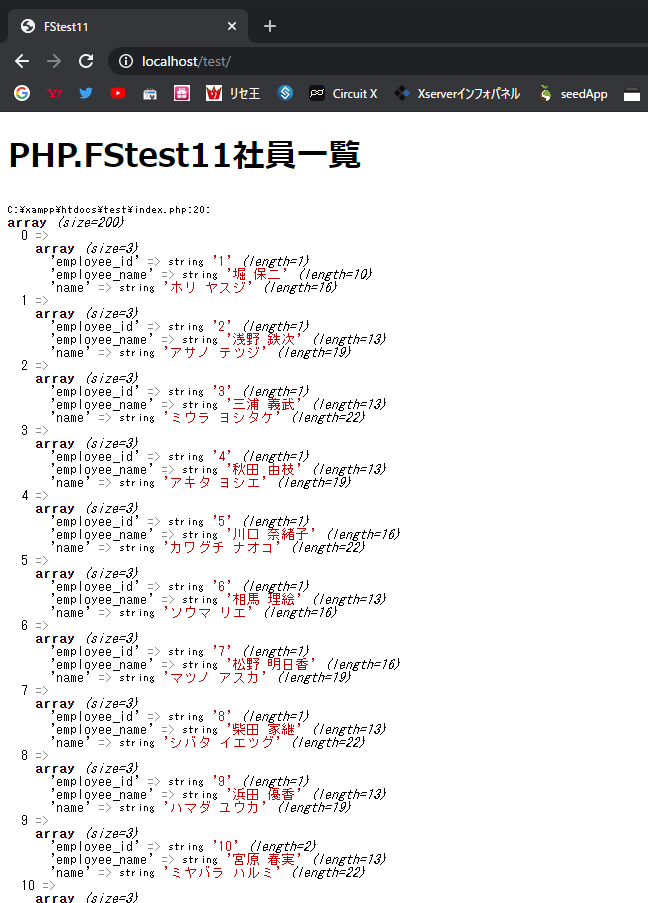 FStest11
localhost/test/
リセ王 Circuit X Xserverインフォパネル seedApp
PHP.FStest11社員一覧
C:¥xampp¥htdocs¥test¥index.php:20:
array (size=200)
0 =>
array (size=3)
'employee_id' => string '1' (length=1)
'employee_name' => string '堀 保二' (length=10)
'name' => string 'ホリ ヤスジ' (length=16)
1 =>
array (size=3)
'employee_id' => string '2' (length=1)
'employee_name' => string '浅野 鉄次' (length=13)
'name' => string 'アサノ テツジ' (length=19)
2 =>
array (size=3)
'employee_id' => string '3' (length=1)
'employee_name' => string '三浦 義武' (length=13)
'name' => string 'ミウラ ヨシタケ' (length=22)
3 =>
array (size=3)
'employee_id' => string '4' (length=1)
'employee_name' => string '秋田 由枝' (length=13)
'name' => string 'アキタ ヨシエ' (length=19)
4 =>
array (size=3)
'employee_id' => string '5' (length=1)
'employee_name' => string '川口 奈緒子' (length=16)
'name' => string 'カワグチ ナオコ' (length=22)
5 =>
array (size=3)
'employee_id' => string '6' (length=1)
'employee_name' => string '相馬 理絵' (length=13)
'name' => string 'ソウマ リエ' (length=16)
6 =>
array (size=3)
'employee_id' => string '7' (length=1)
'employee_name' => string '松野 明日香' (length=16)
'name' => string 'マツノ アスカ' (length=19)
7 =>
array (size=3)
'employee_id' => string '8' (length=1)
'employee_name' => string '柴田 家継' (length=13)
'name' => string 'シバタ イエツグ' (length=22)
8 =>
array (size=3)
'employee_id' => string '9' (length=1)
'employee_name' => string '浜田 優香' (length=13)
'name' => string 'ハマダ ユウカ' (length=19)
9 =>
array (size=3)
'employee_id' => string '10' (length=2)
'employee_name' => string '宮原 春実' (length=13)
'name' => string 'ミヤバラ ハルミ' (length=22)
10 =>
array (size=3)